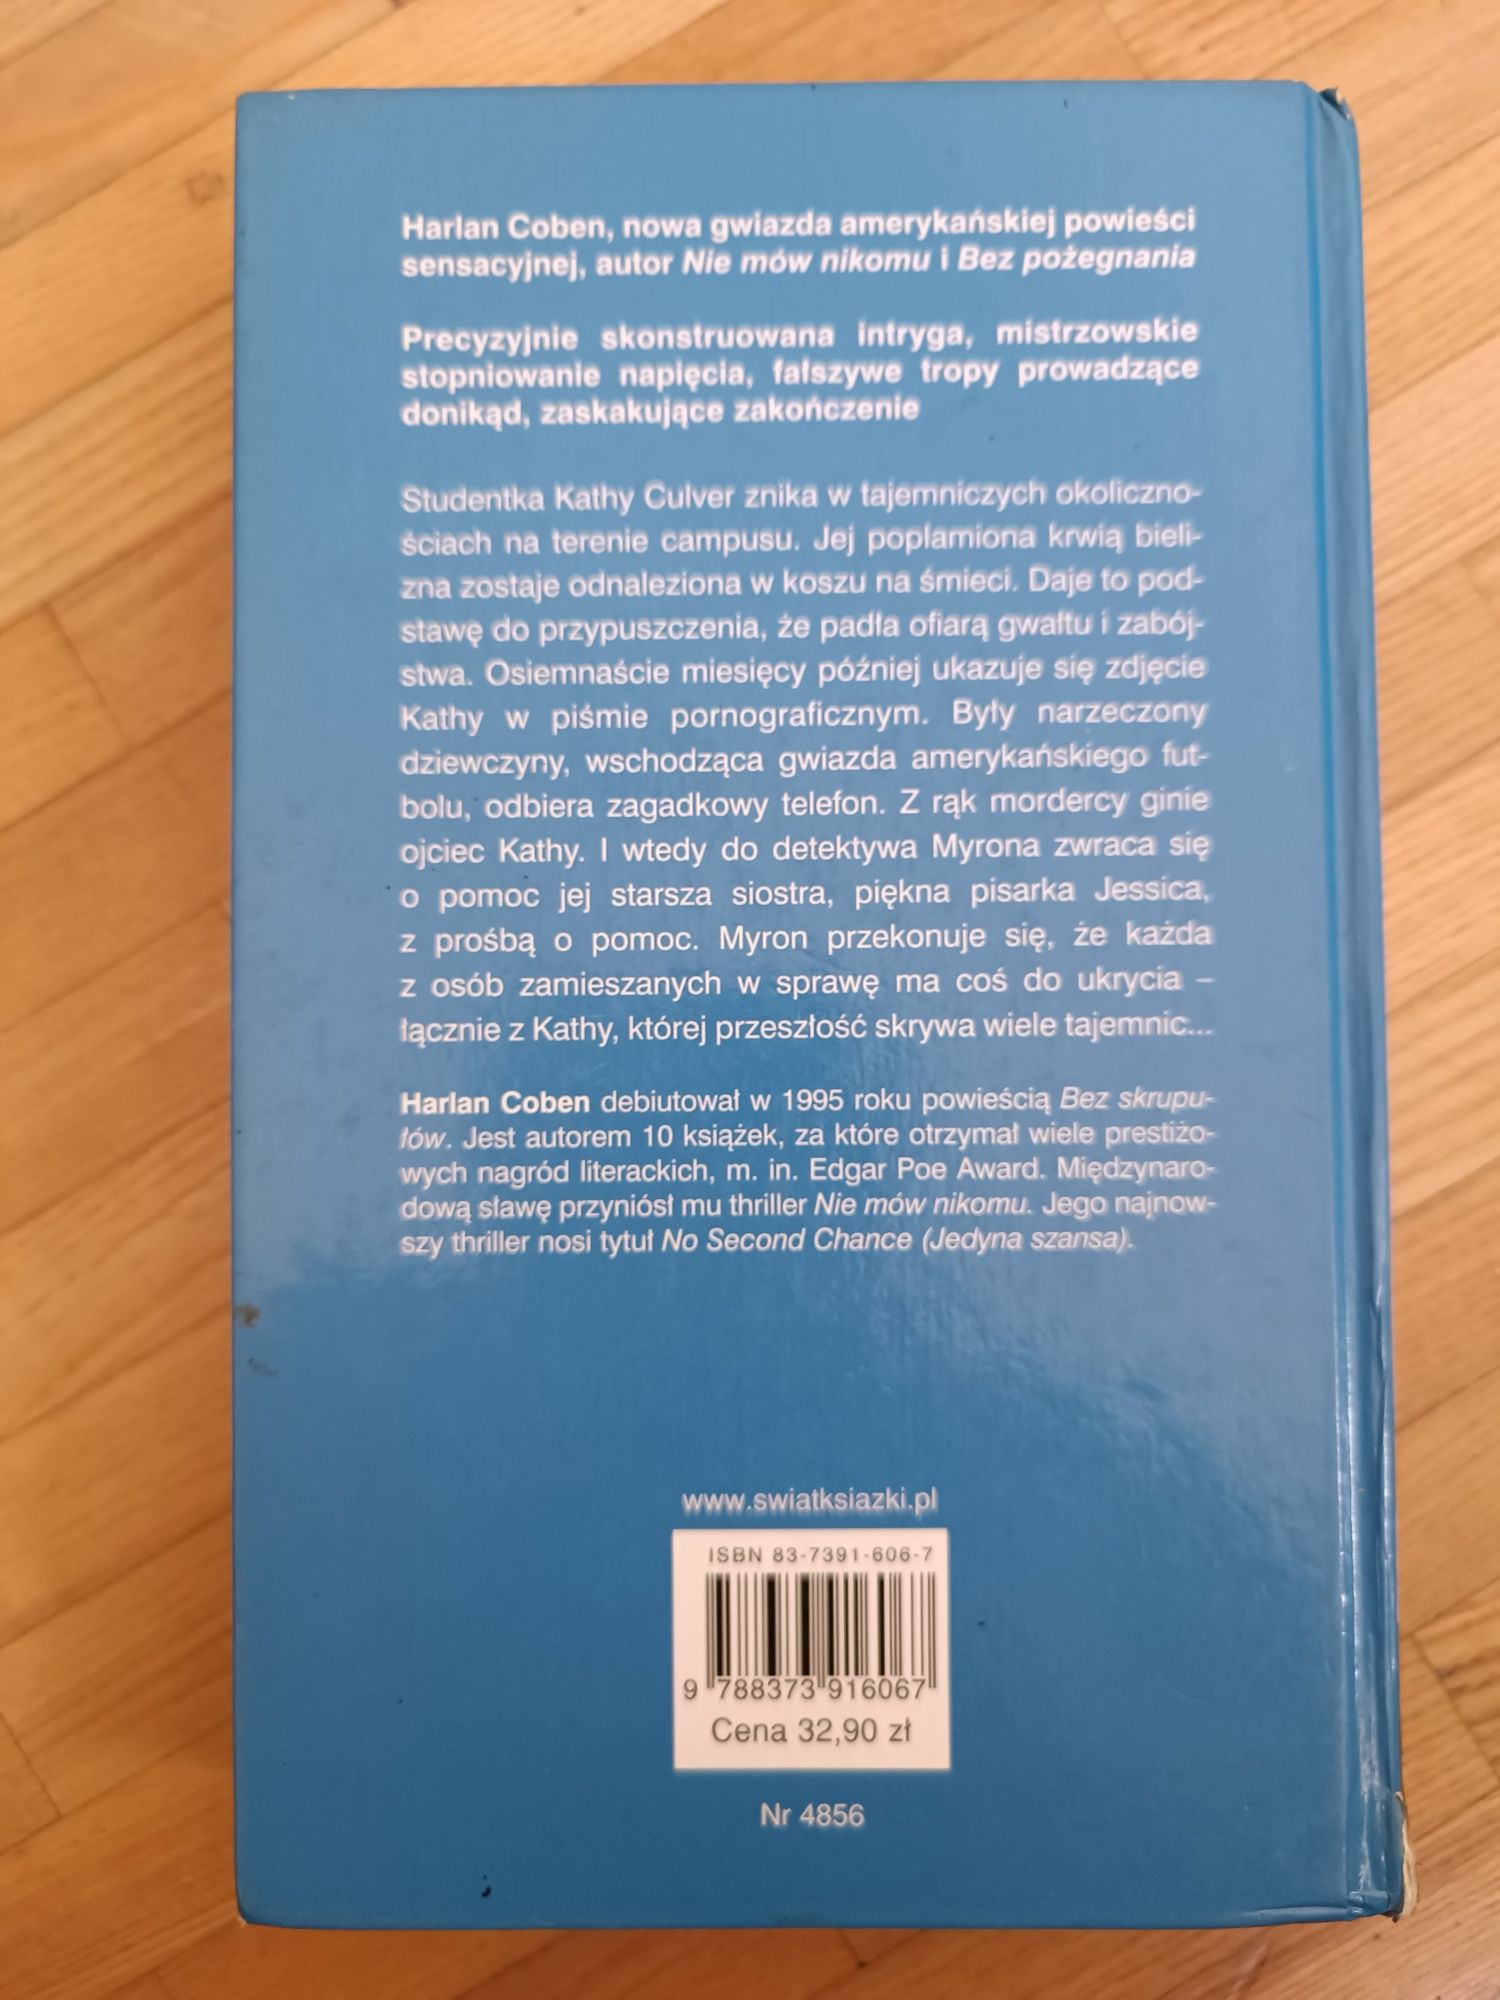 Harlan Coben, nowa gwiazda amerykańskiej powieści
sensacyjnej, autor Nie mów nikomu i Bez pożegnania
Precyzyjnie skonstruowana intryga, mistrzowskie
stopniowanie napięcia, fałszywe tropy prowadzące
donikąd, zaskakujące zakończenie
Studentka Kathy Culver znika w tajemniczych okoliczno-
ściach na terenie campusu. Jej poplamiona krwią bieli-
zna zostaje odnaleziona w koszu na śmieci. Daje to pod-
stawę do przypuszczenia, że padła ofiarą gwałtu i zabój-
stwa. Osiemnaście miesięcy później ukazuje się zdjęcie
Kathy w piśmie pornograficznym. Były narzeczony
dziewczyny, wschodząca gwiazda amerykańskiego fut-
bolu, odbiera zagadkowy telefon. Z rąk mordercy ginie
ojciec Kathy. I wtedy do detektywa Myrona zwraca się
o pomoc jej starsza siostra, piękna pisarka Jessica,
z prośbą o pomoc. Myron przekonuje się, że każda
z osób zamieszanych w sprawę ma coś do ukrycia –
łącznie z Kathy, której przeszłość skrywa wiele tajemnic...
Harlan Coben debiutował w 1995 roku powieścią Bez skrupu-
łów. Jest autorem 10 książek, za które otrzymał wiele prestiżo-
wych nagród literackich, m. in. Edgar Poe Award. Międzynaro-
dową sławę przyniósł mu thriller Nie mów nikomu. Jego najnow-
szy thriller nosi tytuł No Second Chance (Jedyna szansa).
www.swiatksiazki.pl
ISBN 83-7391-606-7
9 788373 916067
Cena 32,90 zł
Nr 4856